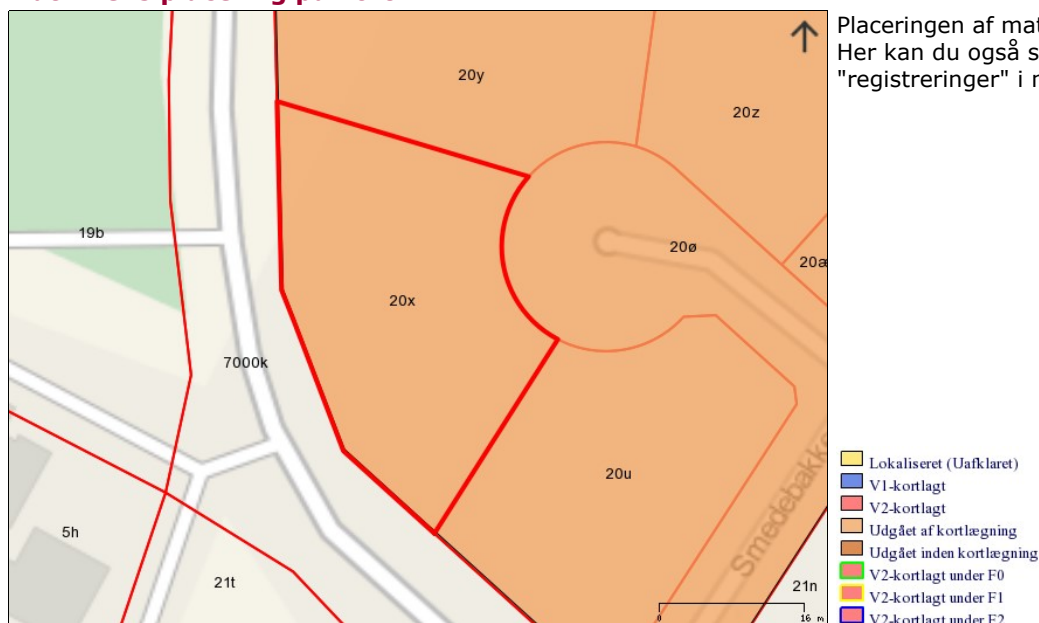 Placeringen af mat
Her kan du også s
"registreringer" i r
20y
20z
19b
20ø
20æ
20x
7000k
20u
5h
21t
21n
Smedebakke
0
16 m
Lokaliseret (Uafklaret)
V1-kortlagt
V2-kortlagt
Udgået af kortlægning
Udgået inden kortlægning
V2-kortlagt under F0
V2-kortlagt under F1
V2-kortlagt under F2